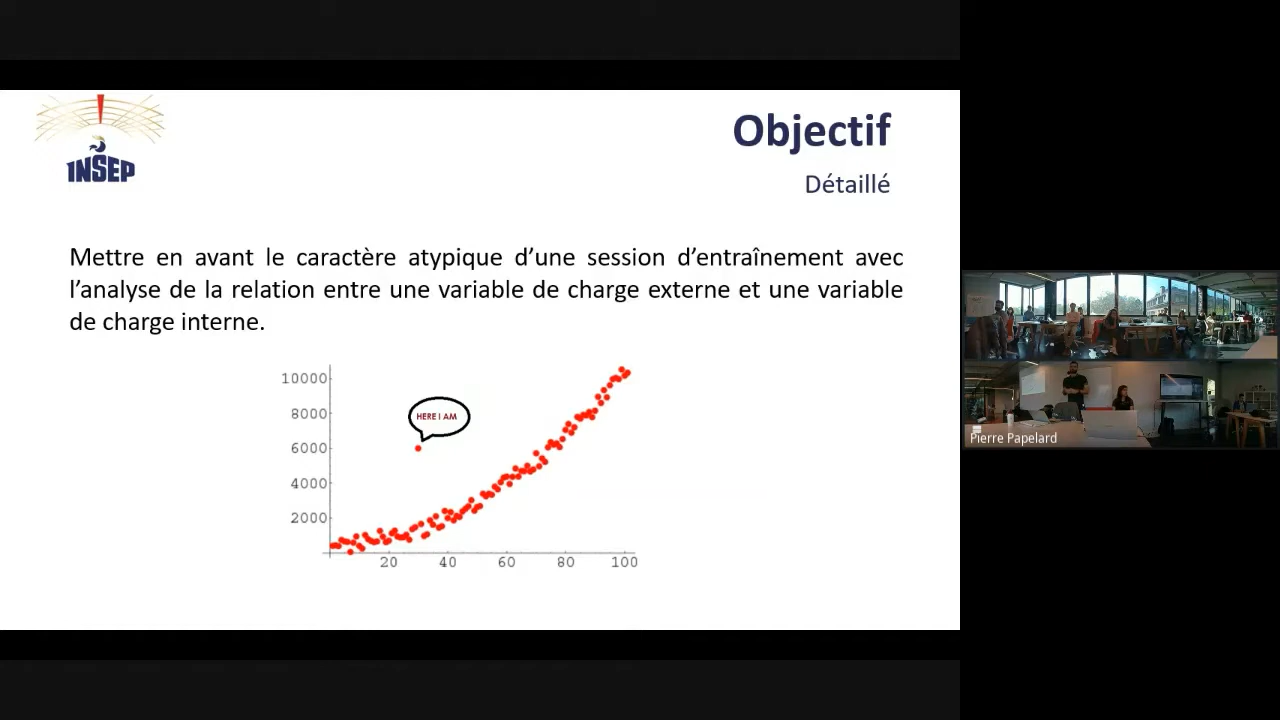 INSEP
Objectif
Détaillé
Mettre en avant le caractère atypique d’une session d’entraînement avec
l’analyse de la relation entre une variable de charge externe et une variable
de charge interne.
10000
8000
6000
4000
2000
HERE I AM
20 40 60 80 100
Pierre Papelard